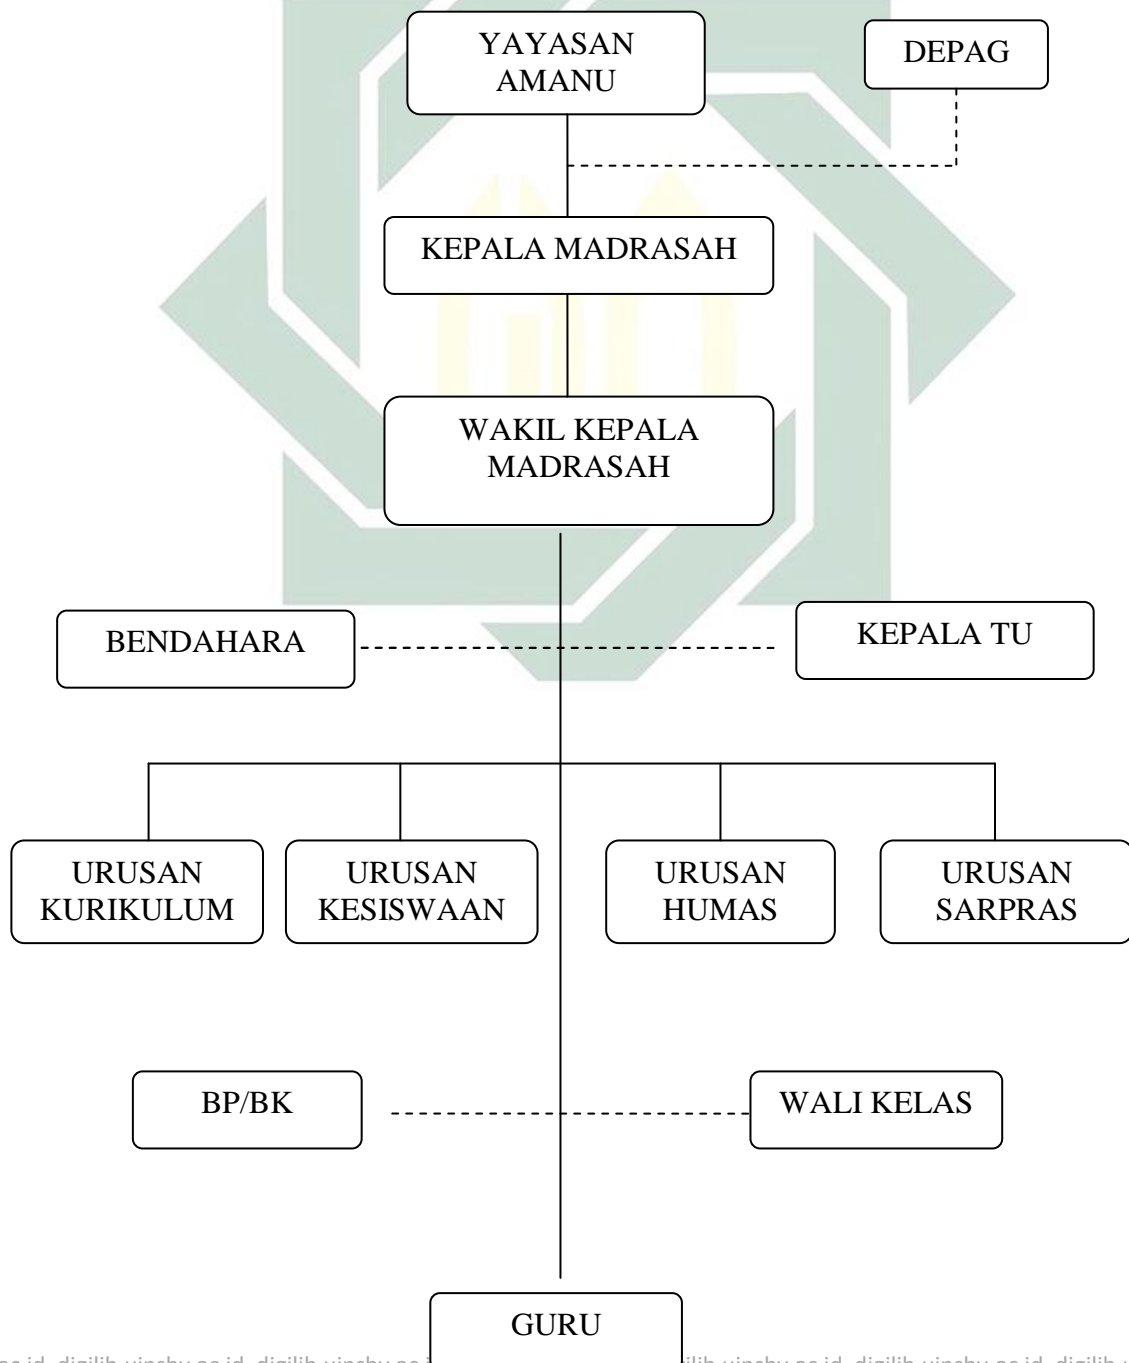 YAYASAN
AMANU
DEPAG
KEPALA MADRASAH
WAKIL KEPALA
MADRASAH
BENDAHARA
KEPALA TU
URUSAN
KURIKULUM
URUSAN
KESISWAAN
URUSAN
HUMAS
URUSAN
SARPRAS
BP/BK
WALI KELAS
GURU